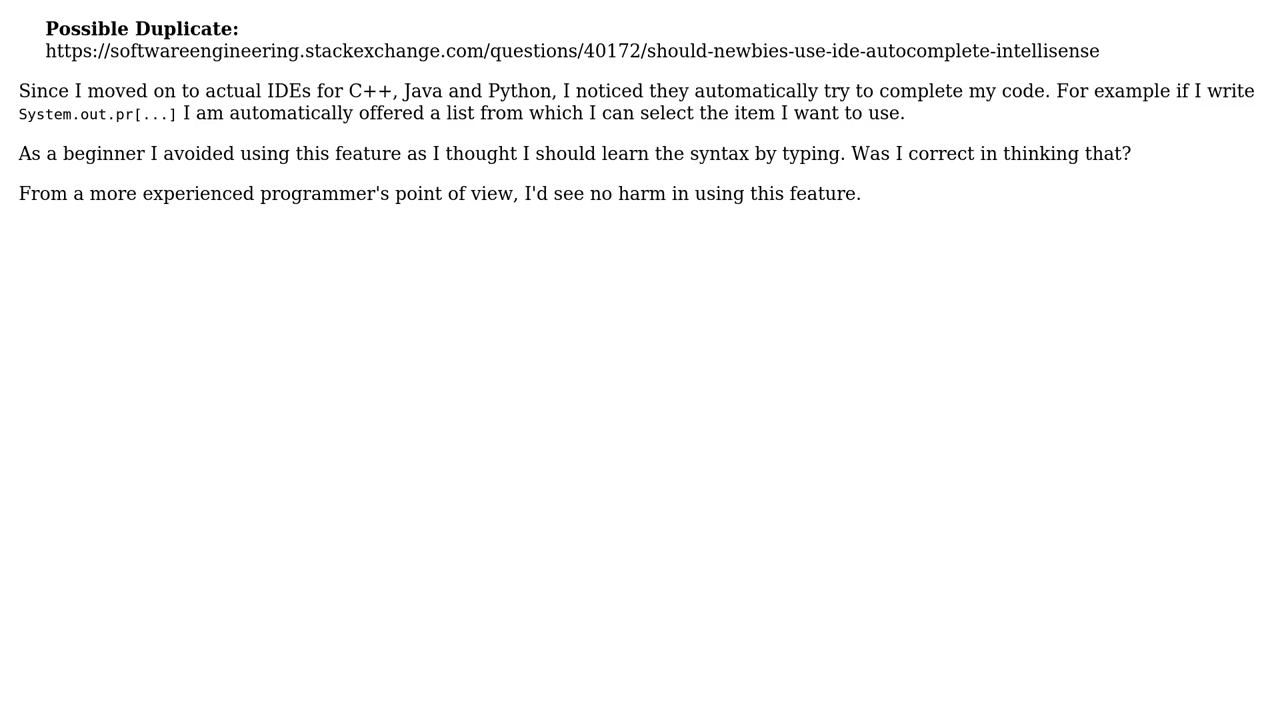 Possible Duplicate:
https://softwareengineering.stackexchange.com/questions/40172/should-newbies-use-ide-autocomplete-intellisense
Since I moved on to actual IDEs for C++, Java and Python, I noticed they automatically try to complete my code. For example if I write
System.out.pr[...] I am automatically offered a list from which I can select the item I want to use.
As a beginner I avoided using this feature as I thought I should learn the syntax by typing. Was I correct in thinking that?
From a more experienced programmer's point of view, I'd see no harm in using this feature.